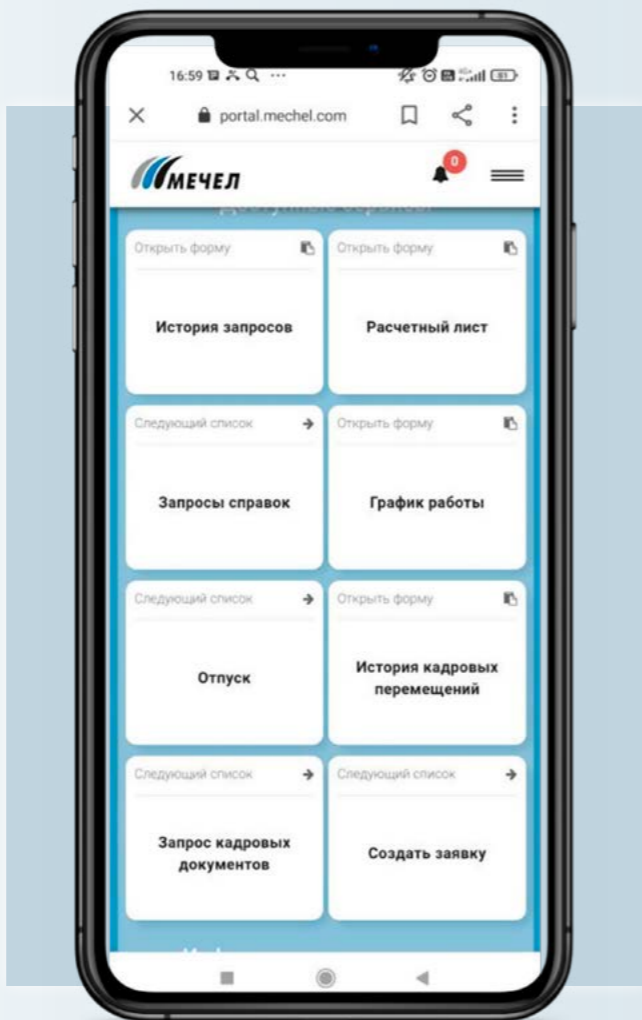 16:59
81
portal.mechel.com
МЕЧЕЛ
0
Открыть форму
История запросов
Открыть форму
Расчетный лист
Следующий список
Запросы справок
Открыть форму
График работы
Следующий список
Отпуск
Открыть форму
История кадровых
перемещений
Следующий список
Запрос кадровых
документов
Следующий список
Создать заявку